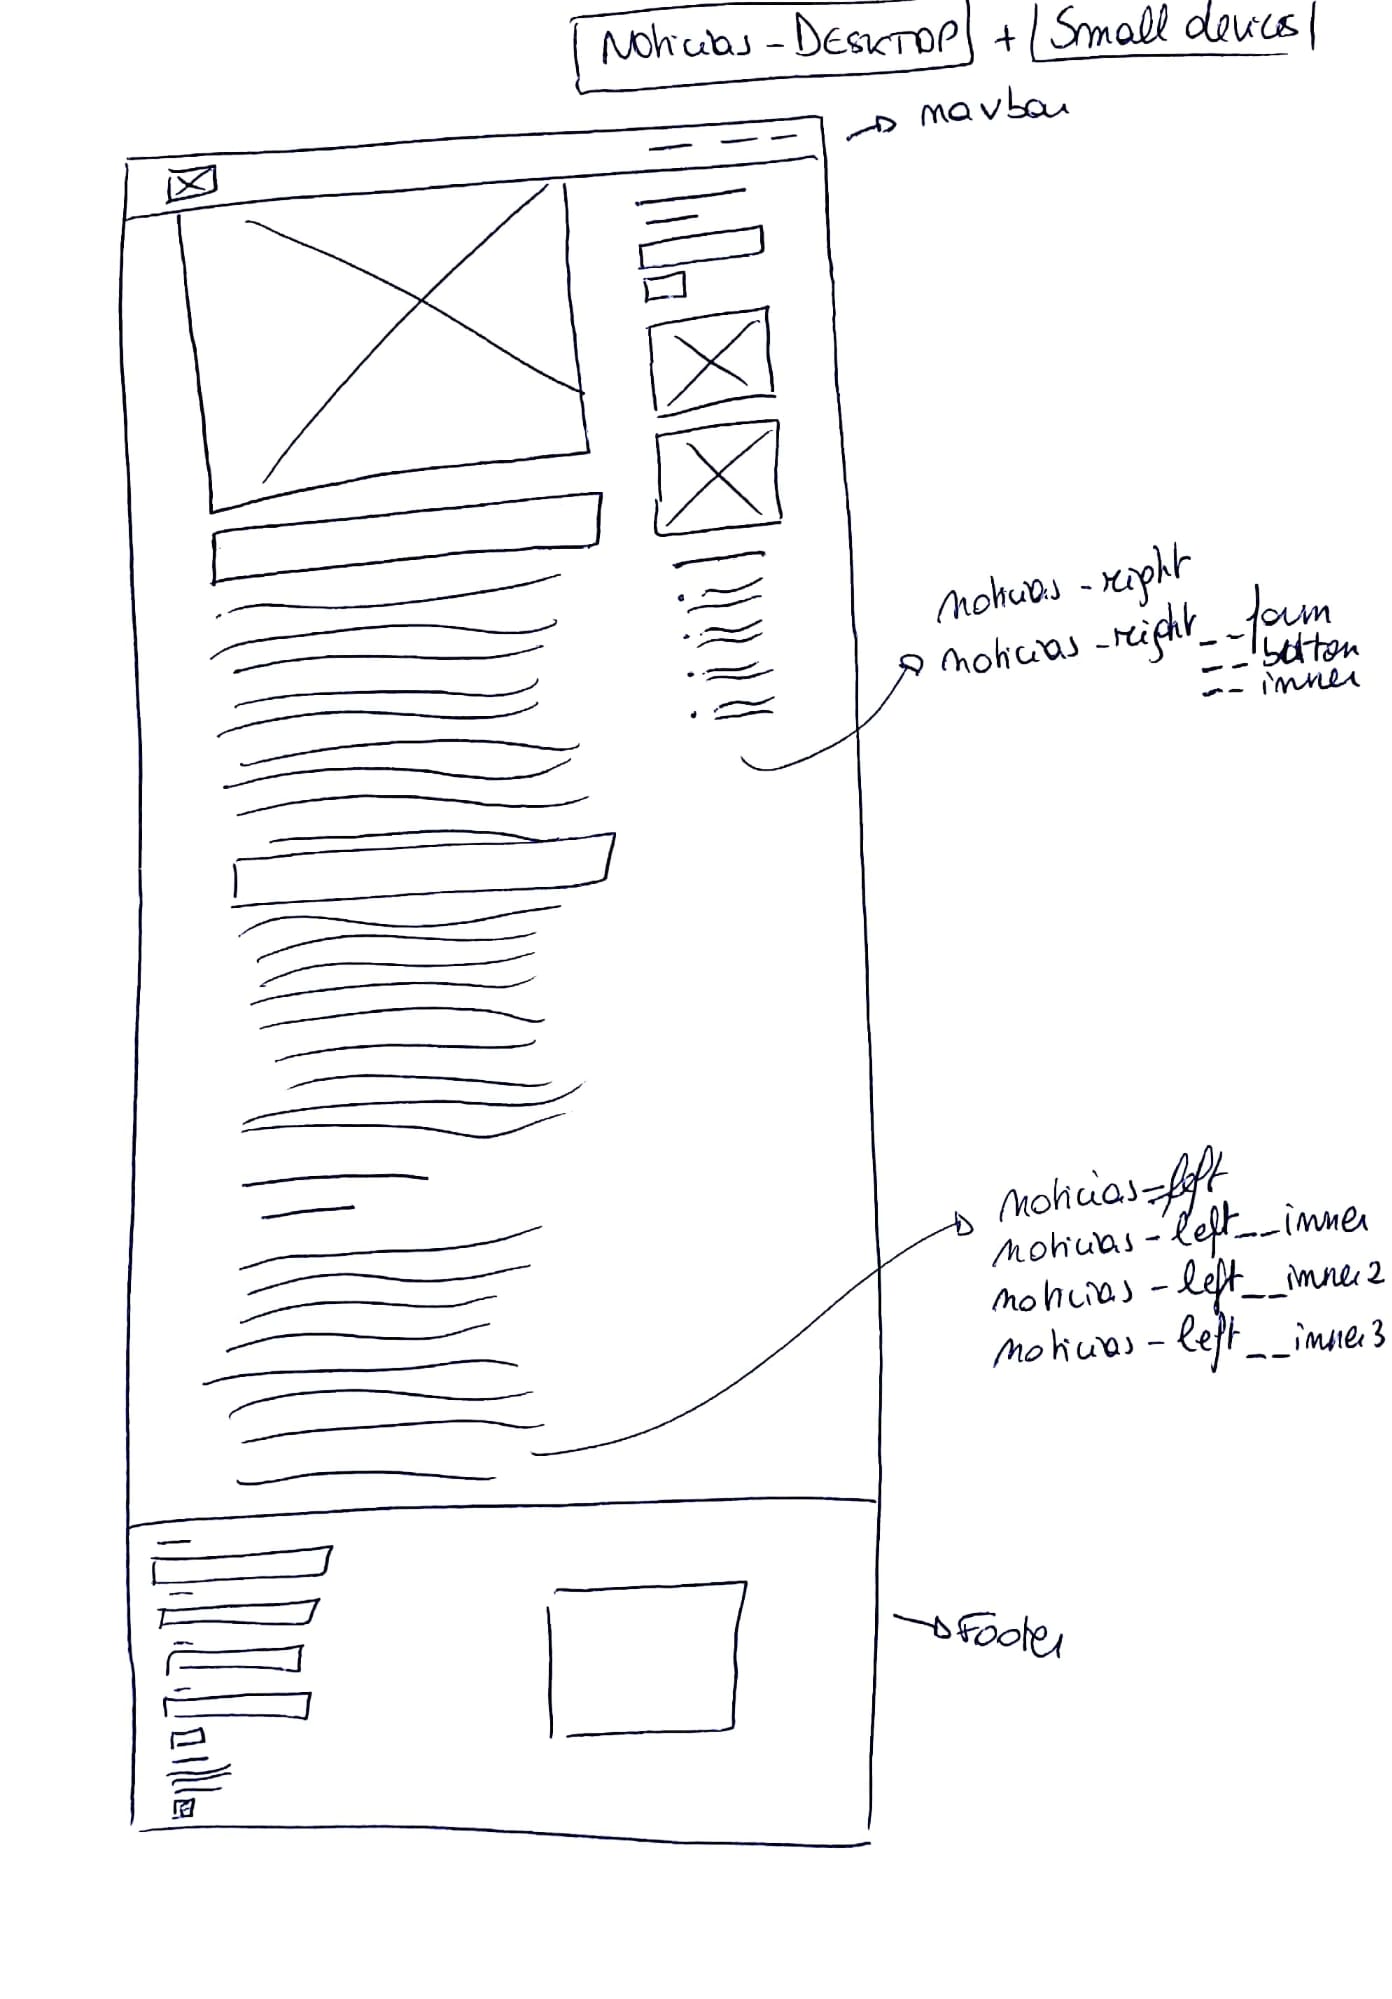 Noticias - DESKTOP + Small devices
navbar
noticias - right
noticias - right__form
__button
__inner
noticias - left
noticias - left__inner
noticias - left__inner2
noticias - left__inner3
Footer